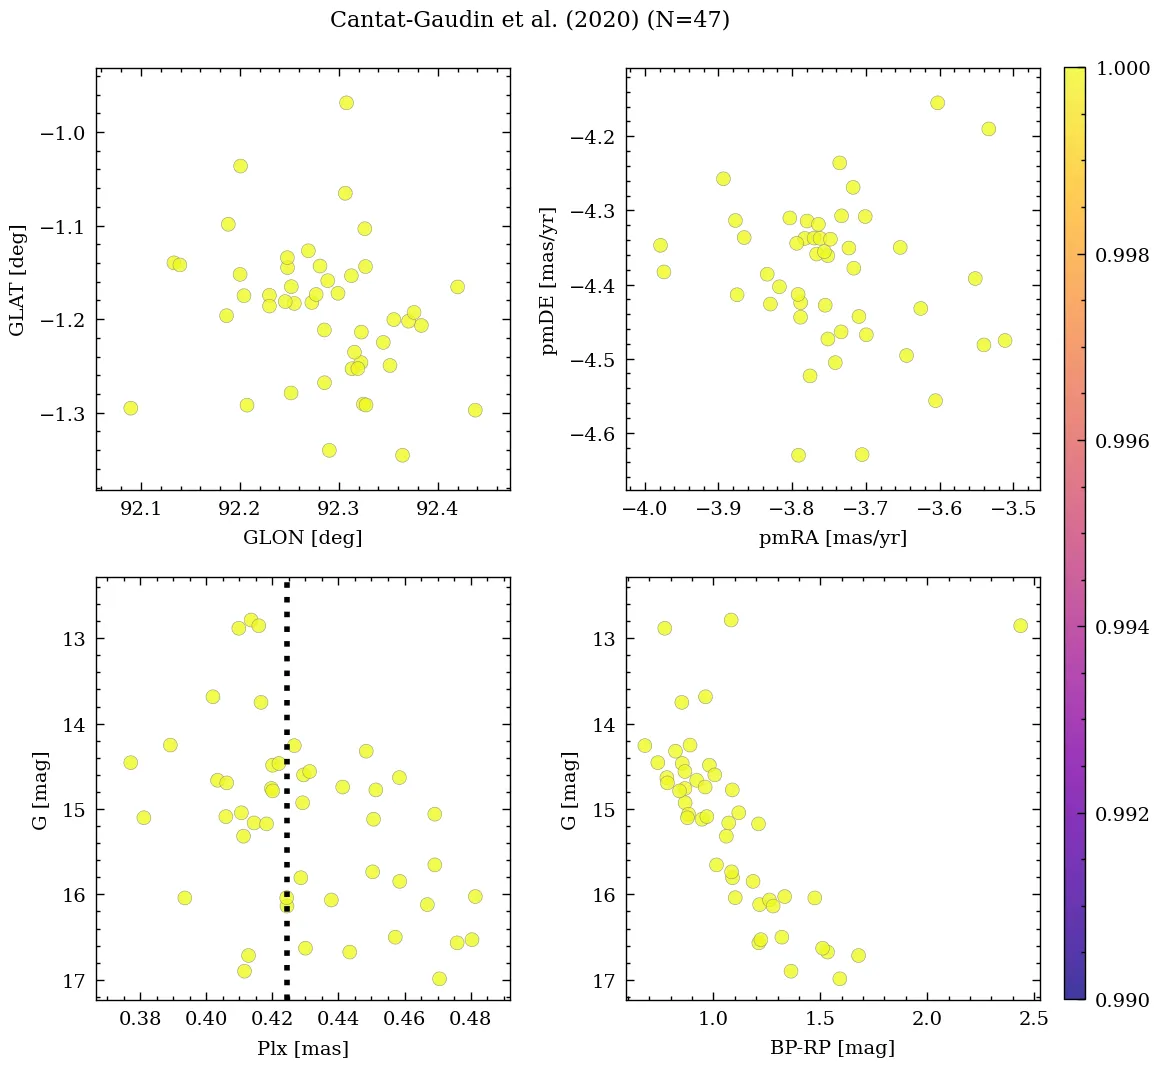 Cantat-Gaudin et al. (2020) (N=47)
GLAT [deg]
−1.0
−1.1
−1.2
−1.3
92.1 92.2 92.3 92.4
GLON [deg]
pmDE [mas/yr]
−4.2
−4.3
−4.4
−4.5
−4.6
−4.0 −3.9 −3.8 −3.7 −3.6 −3.5
pmRA [mas/yr]
G [mag]
13
14
15
16
17
0.38 0.40 0.42 0.44 0.46 0.48
Plx [mas]
G [mag]
13
14
15
16
17
1.0 1.5 2.0 2.5
BP-RP [mag]
1.000
0.998
0.996
0.994
0.992
0.990